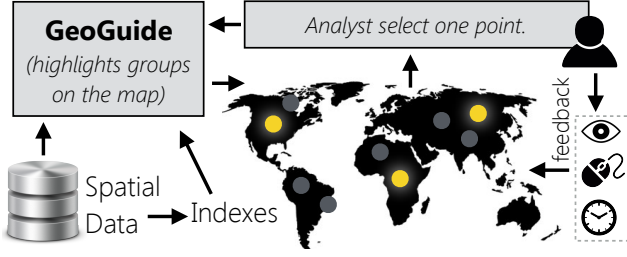 GeoGuide
(highlights groups
on the map)
Analyst select one point.
feedback
Spatial
Data
Indexes